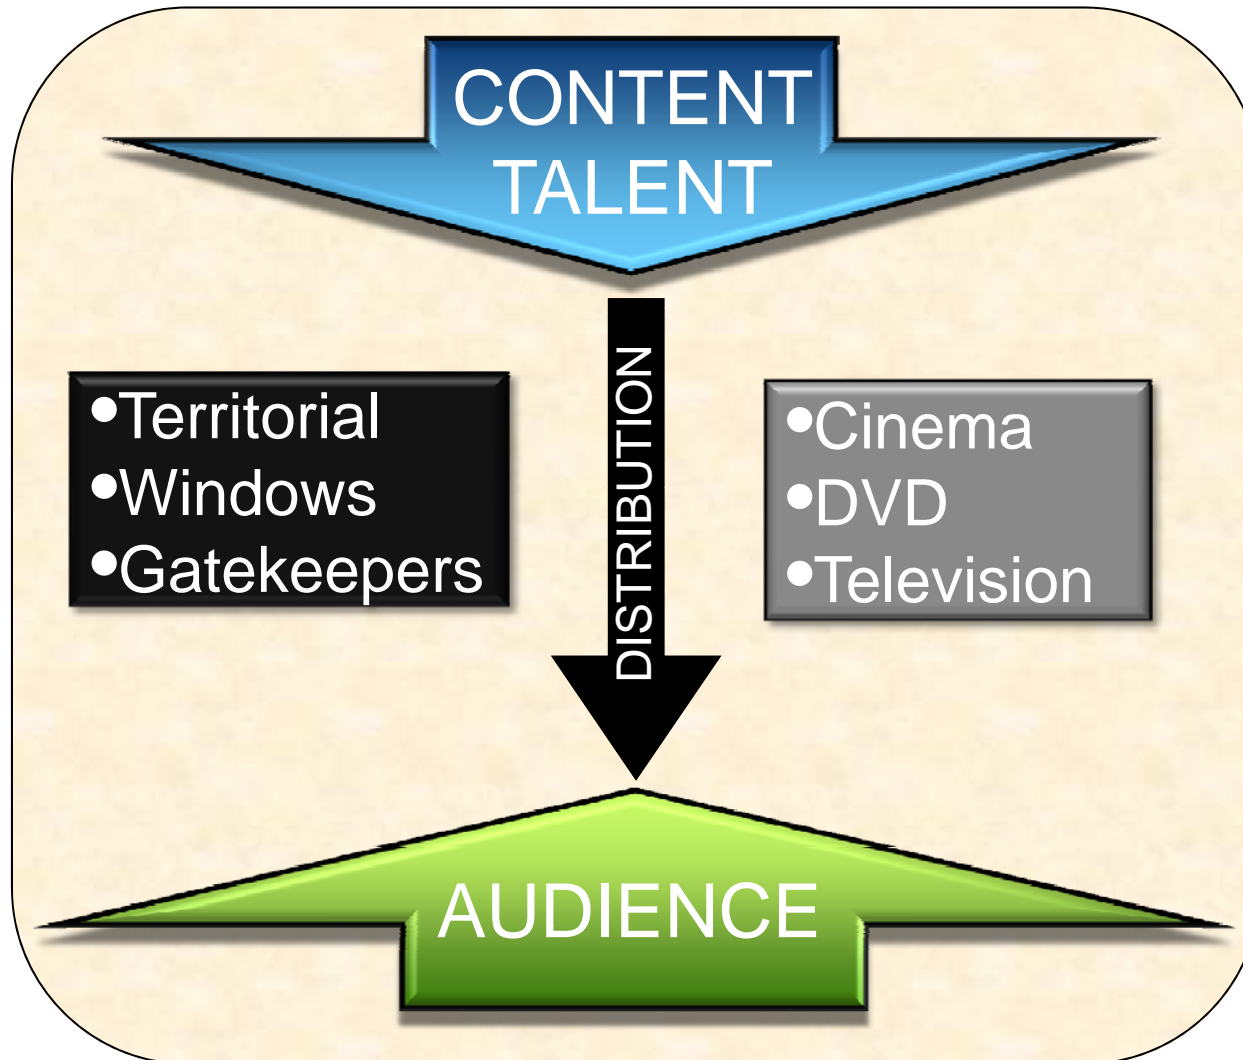 CONTENT
TALENT
DISTRIBUTION
•Territorial
•Windows
•Gatekeepers
•Cinema
•DVD
•Television
AUDIENCE